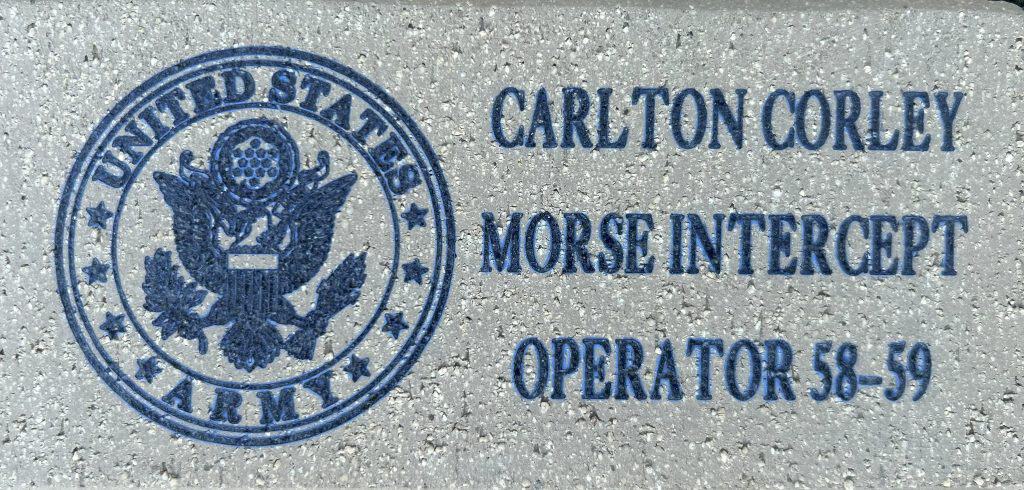 UNITED STATES
ARMY
CARLTON CORLEY
MORSE INTERCEPT
OPERATOR 58-59